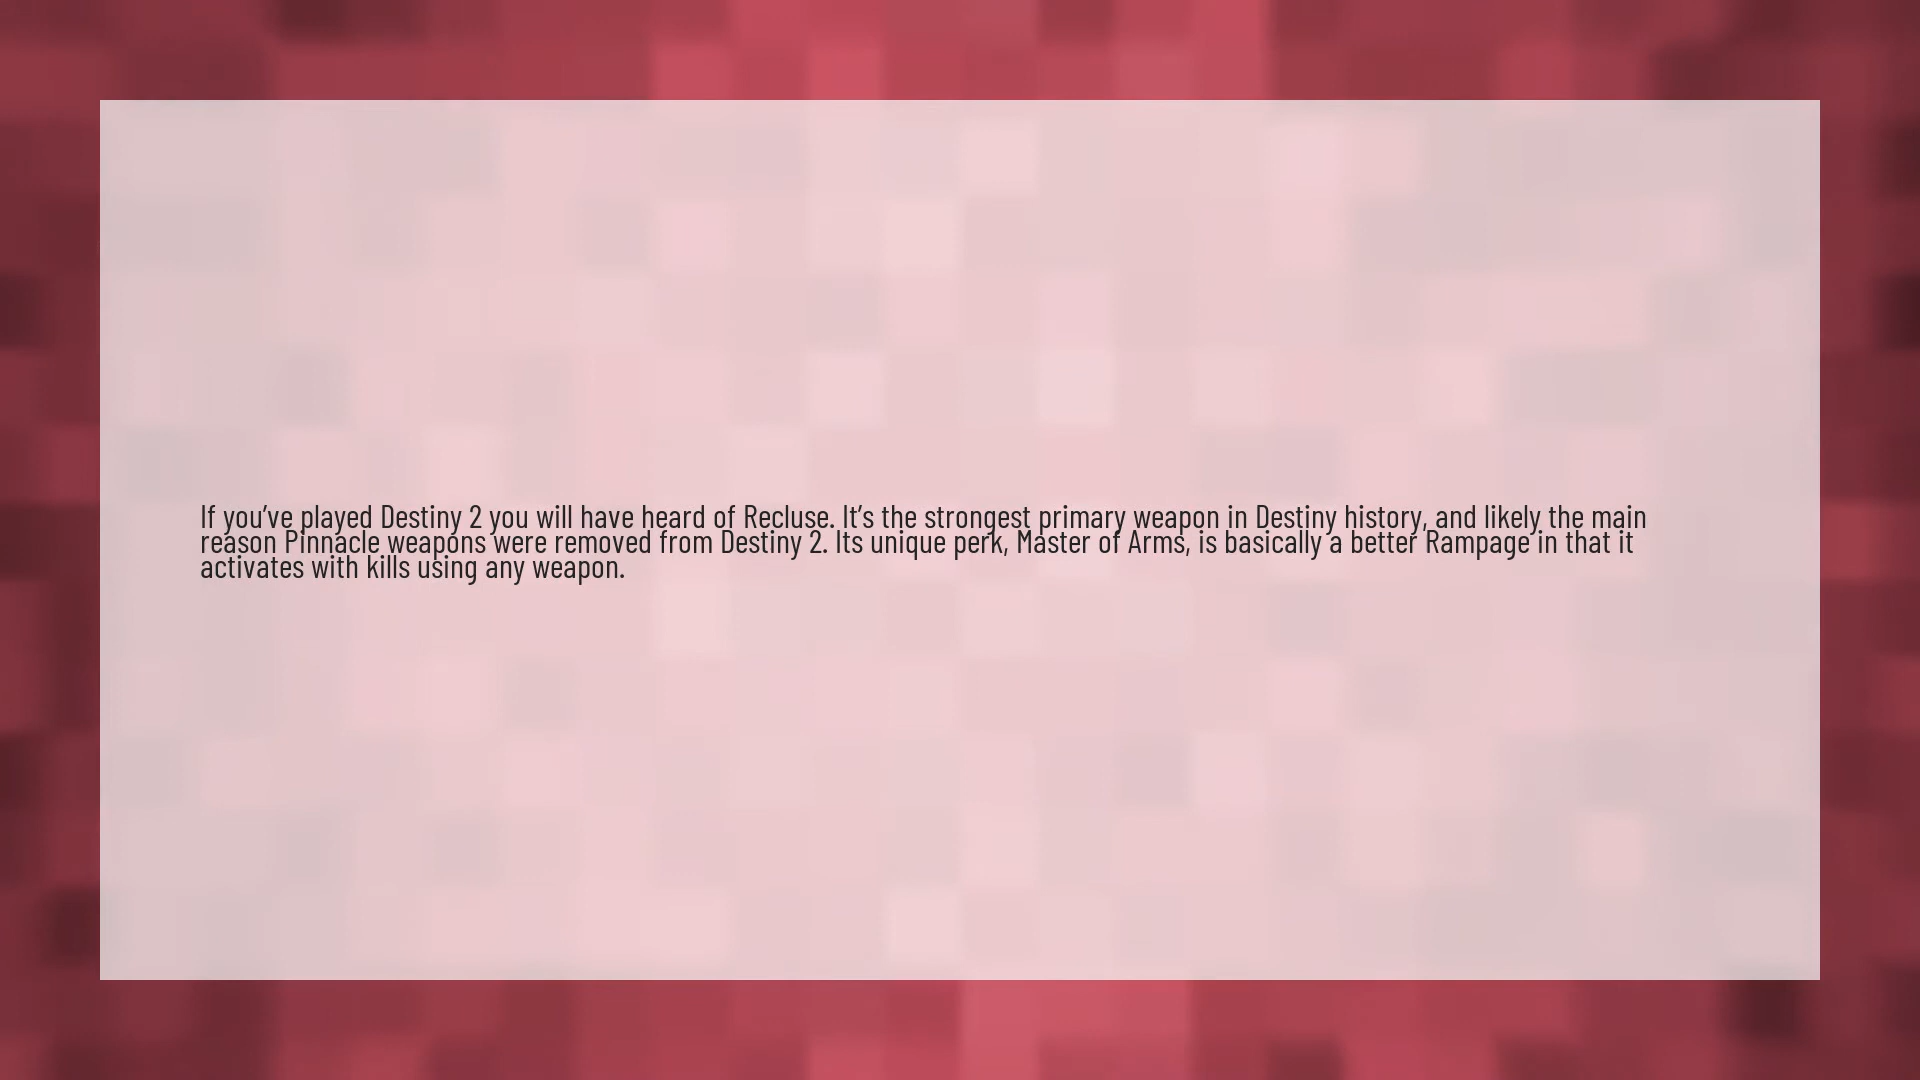 If you’ve played Destiny 2 you will have heard of Recluse. It’s the strongest primary weapon in Destiny history, and likely the main
reason Pinnacle weapons were removed from Destiny 2. Its unique perk, Master of Arms, is basically a better Rampage in that it
activates with kills using any weapon.